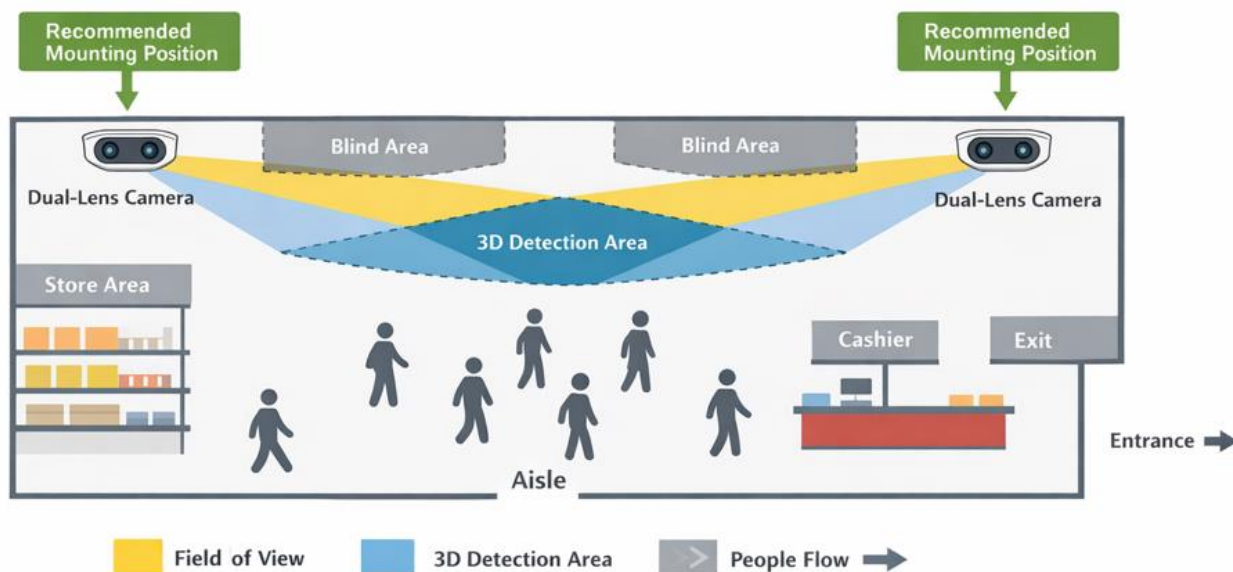 Recommended
Mounting Position
Recommended
Mounting Position
Blind Area
Blind Area
Dual-Lens Camera
Dual-Lens Camera
3D Detection Area
Store Area
Cashier
Exit
Entrance
Aisle
Field of View
3D Detection Area
People Flow